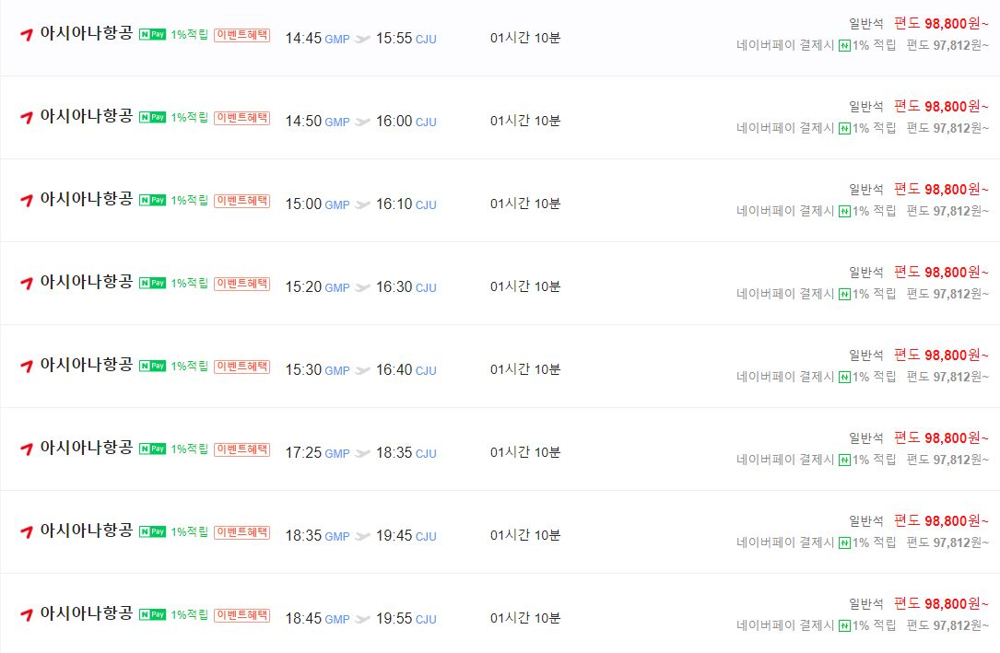 아시아나항공 N Pay 1%적립 이벤트혜택 14:45 GMP 15:55 CJU 01시간 10분 일반석 편도 98,800원~
네이버페이 결제시 N 1% 적립 편도 97,812원~
아시아나항공 N Pay 1%적립 이벤트혜택 14:50 GMP 16:00 CJU 01시간 10분 일반석 편도 98,800원~
네이버페이 결제시 N 1% 적립 편도 97,812원~
아시아나항공 N Pay 1%적립 이벤트혜택 15:00 GMP 16:10 CJU 01시간 10분 일반석 편도 98,800원~
네이버페이 결제시 N 1% 적립 편도 97,812원~
아시아나항공 N Pay 1%적립 이벤트혜택 15:20 GMP 16:30 CJU 01시간 10분 일반석 편도 98,800원~
네이버페이 결제시 N 1% 적립 편도 97,812원~
아시아나항공 N Pay 1%적립 이벤트혜택 15:30 GMP 16:40 CJU 01시간 10분 일반석 편도 98,800원~
네이버페이 결제시 N 1% 적립 편도 97,812원~
아시아나항공 N Pay 1%적립 이벤트혜택 17:25 GMP 18:35 CJU 01시간 10분 일반석 편도 98,800원~
네이버페이 결제시 N 1% 적립 편도 97,812원~
아시아나항공 N Pay 1%적립 이벤트혜택 18:35 GMP 19:45 CJU 01시간 10분 일반석 편도 98,800원~
네이버페이 결제시 N 1% 적립 편도 97,812원~
아시아나항공 N Pay 1%적립 이벤트혜택 18:45 GMP 19:55 CJU 01시간 10분 일반석 편도 98,800원~
네이버페이 결제시 N 1% 적립 편도 97,812원~